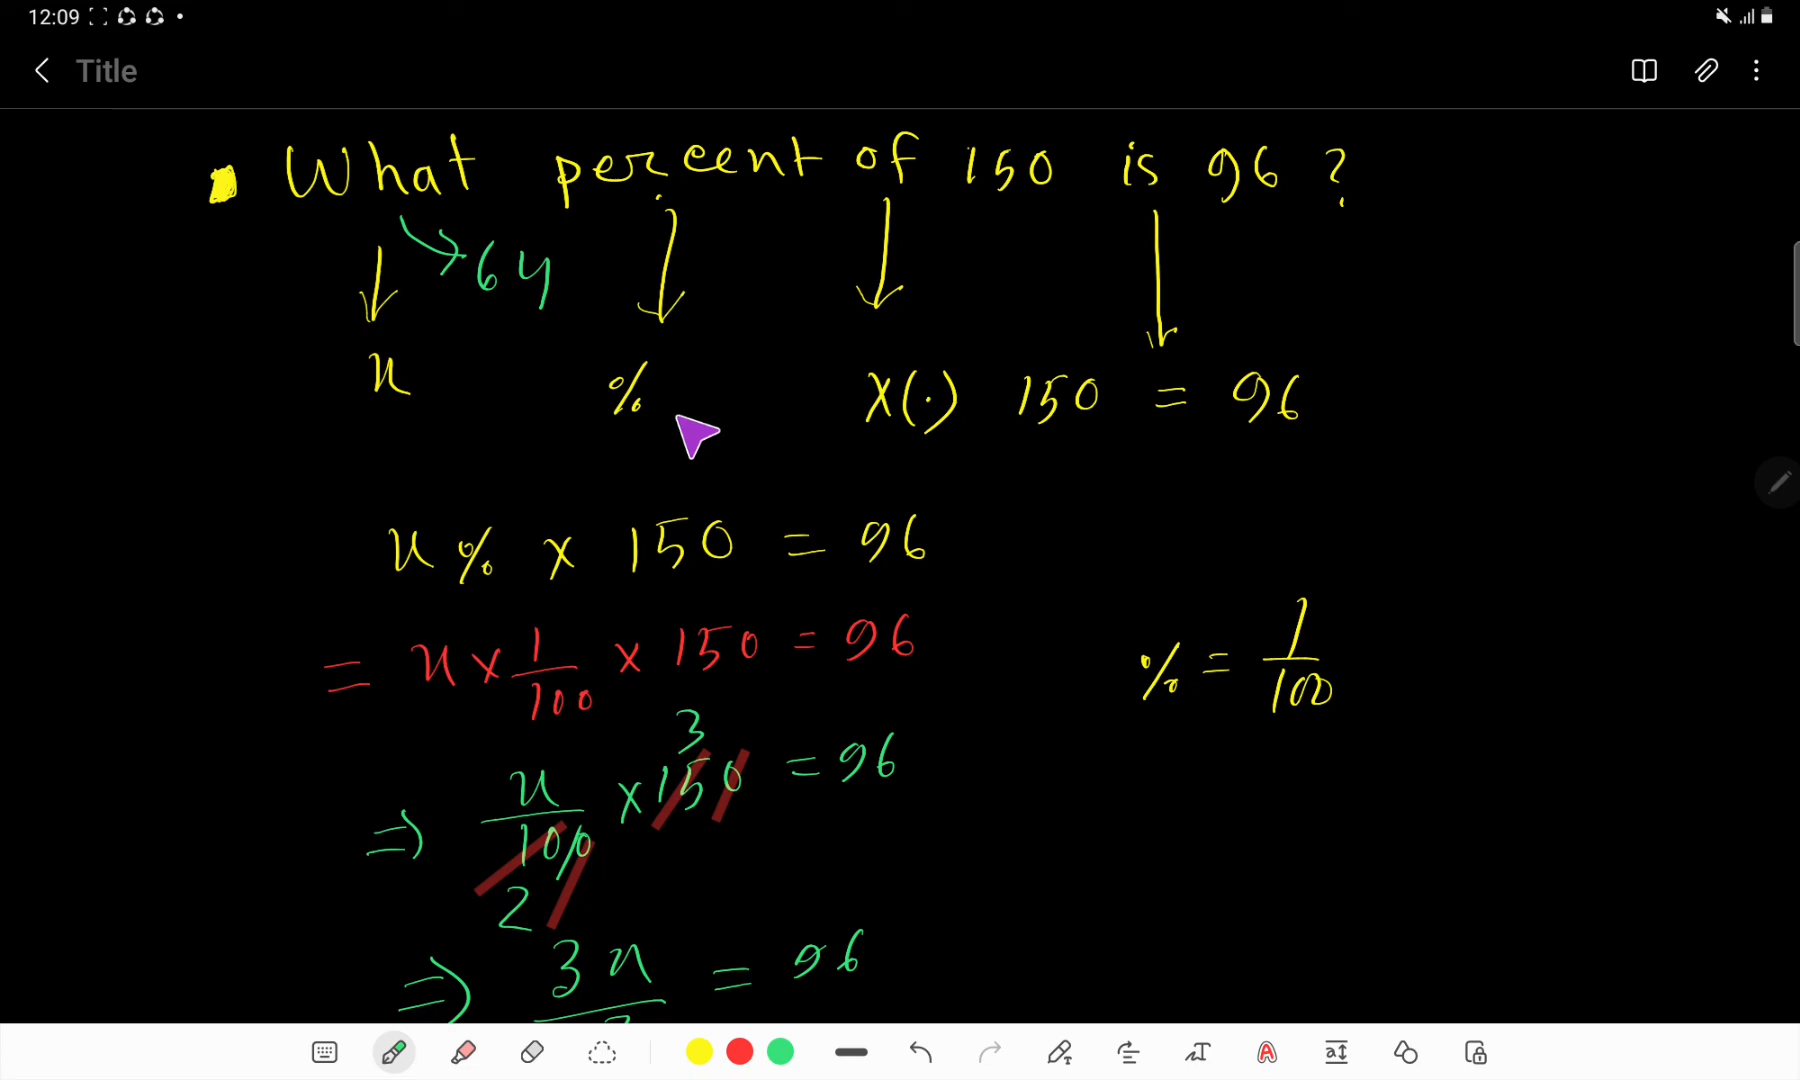 12:09
Title
What percent of 150 is 96 ?
64
x % X(·) 150 = 96
x% x 150 = 96
= x x 1/100 x 150 = 96
% = 1/100
3
=> x/100 x 150 = 96
2
=> 3x/2 = 96